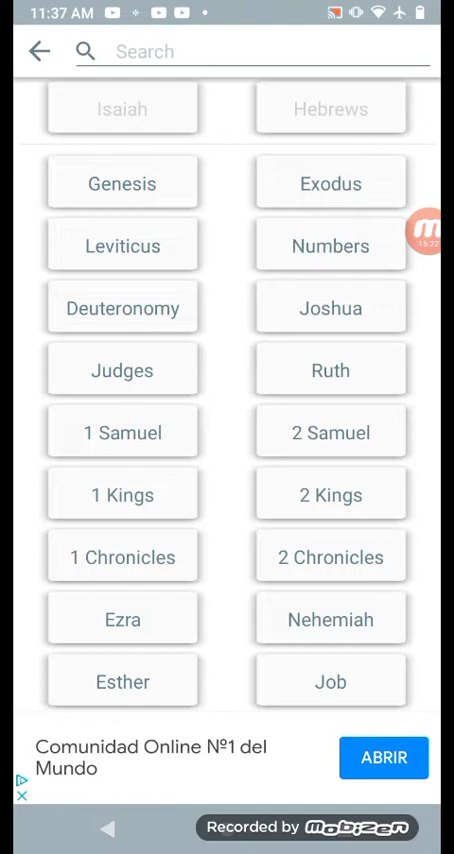 11:37 AM
Search
Isaiah Hebrews
Genesis Exodus
Leviticus Numbers
16:22
Deuteronomy Joshua
Judges Ruth
1 Samuel 2 Samuel
1 Kings 2 Kings
1 Chronicles 2 Chronicles
Ezra Nehemiah
Esther Job
Comunidad Online Nº1 del
Mundo
ABRIR
Recorded by mobizen